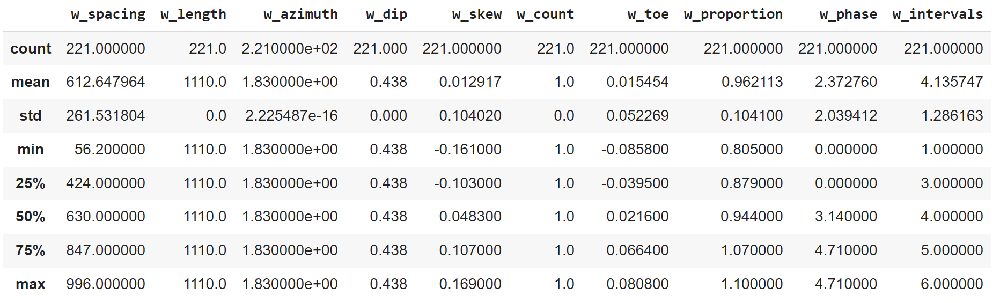 w_spacing w_length w_azimuth w_dip w_skew w_count w_toe w_proportion w_phase w_intervals
count 221.000000 221.0 2.210000e+02 221.000 221.000000 221.0 221.000000 221.000000 221.000000 221.000000
mean 612.647964 1110.0 1.830000e+00 0.438 0.012917 1.0 0.015454 0.962113 2.372760 4.135747
std 261.531804 0.0 2.225487e-16 0.000 0.104020 0.0 0.052269 0.104100 2.039412 1.286163
min 56.200000 1110.0 1.830000e+00 0.438 -0.161000 1.0 -0.085800 0.805000 0.000000 1.000000
25% 424.000000 1110.0 1.830000e+00 0.438 -0.103000 1.0 -0.039500 0.879000 0.000000 3.000000
50% 630.000000 1110.0 1.830000e+00 0.438 0.048300 1.0 0.021600 0.944000 3.140000 4.000000
75% 847.000000 1110.0 1.830000e+00 0.438 0.107000 1.0 0.066400 1.070000 4.710000 5.000000
max 996.000000 1110.0 1.830000e+00 0.438 0.169000 1.0 0.080800 1.100000 4.710000 6.000000